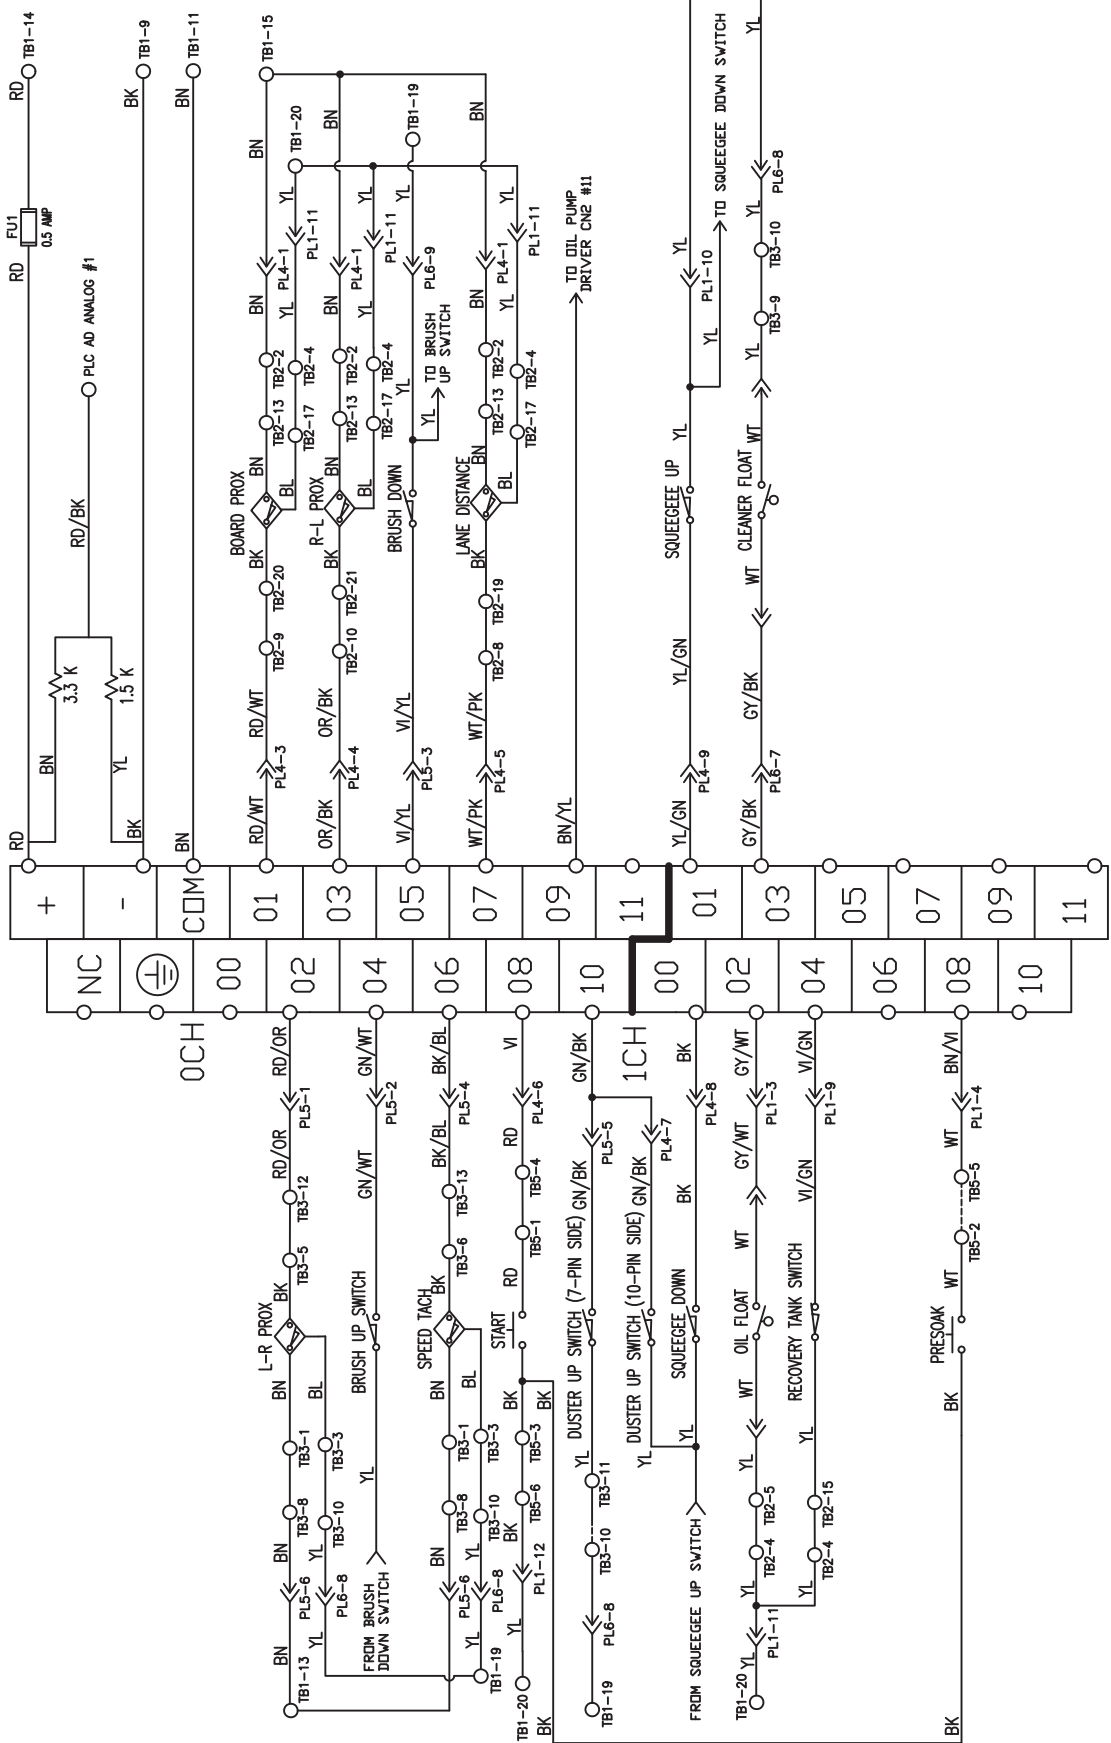 RD
TB1-14
FU1
0.5 AMP
RD
PLC AD ANALOG #1
RD/BK
3.3 K
1.5 K
BN
YL
RD
BK
TB1-9
BK
TB1-11
BN
BN
TB1-15
BN
PL4-1
BN
TB2-2
TB2-13
BN
BOARD PROX
BK
TB2-20
TB2-9
RD/WT
PL4-3
RD/WT
TB1-20
YL
PL1-11
YL
TB2-4
TB2-17
BL
BN
PL4-1
BN
TB2-2
TB2-13
BN
R-L PROX
BK
TB2-21
TB2-10
OR/BK
PL4-4
OR/BK
YL
PL1-11
YL
TB2-4
TB2-17
BL
TB1-19
YL
PL6-9
YL
TO BRUSH
UP SWITCH
YL
BRUSH DOWN
VI/YL
PL5-3
VI/YL
BN
PL4-1
BN
TB2-2
TB2-13
BN
LANE DISTANCE
BK
TB2-19
TB2-8
WT/PK
PL4-5
WT/PK
YL
PL1-11
YL
TB2-4
TB2-17
BL
TO OIL PUMP
DRIVER CN2 #11
BN/YL
YL
PL1-10
YL
TO SQUEEGEE DOWN SWITCH
YL
SQUEEGEEE UP
YL/GN
PL4-9
YL/GN
YL
PL6-8
YL
TB3-10
TB3-9
YL
WT
CLEANER FLOAT
WT
GY/BK
PL6-7
GY/BK
+
-
COM
01
03
05
07
09
11
01
03
05
07
09
11
NC
00
02
04
06
08
10
00
02
04
06
08
10
0CH
1CH
RD/OR
PL5-1
RD/OR
TB3-12
TB3-5
BK
L-R PROX
BN
TB3-1
TB3-8
BN
PL5-6
BN
TB1-13
BL
TB3-3
TB3-10
YL
PL6-8
YL
GN/WT
PL5-2
GN/WT
BRUSH UP SWITCH
YL
FROM BRUSH
DOWN SWITCH
BK/BL
PL5-4
BK/BL
TB3-13
TB3-6
BK
SPEED TACH
BN
TB3-1
TB3-8
BN
PL5-6
BL
TB3-3
TB3-10
YL
PL6-8
YL
TB1-19
VI
PL4-6
RD
TB5-4
TB5-1
RD
START
BK
BK
TB5-3
TB5-6
BK
PL1-12
YL
TB1-20
BK
GN/BK
PL5-5
GN/BK
DUSTER UP SWITCH (7-PIN SIDE)
YL
TB3-11
TB3-10
PL6-8
TB1-19
PL4-7
GN/BK
DUSTER UP SWITCH (10-PIN SIDE)
YL
BK
PL4-8
BK
SQUEEGEE DOWN
YL
FROM SQUEEGEE UP SWITCH
GY/WT
PL1-3
GY/WT
WT
OIL FLOAT
WT
YL
TB2-5
TB2-4
YL
PL1-11
YL
TB1-20
VI/GN
PL1-9
VI/GN
RECOVERY TANK SWITCH
YL
TB2-15
TB2-4
YL
BN/VI
PL1-4
WT
TB5-5
TB5-2
WT
PRESOAK
BK
BK